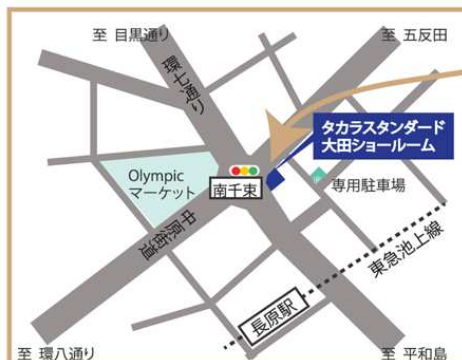 至 目黒通り
至 五反田
環七通り
タカラスタンダード
大田ショールーム
Olympic
マーケット
南千束
専用駐車場
中原街道
東急池上線
長原駅
至 環八通り
至 平和島